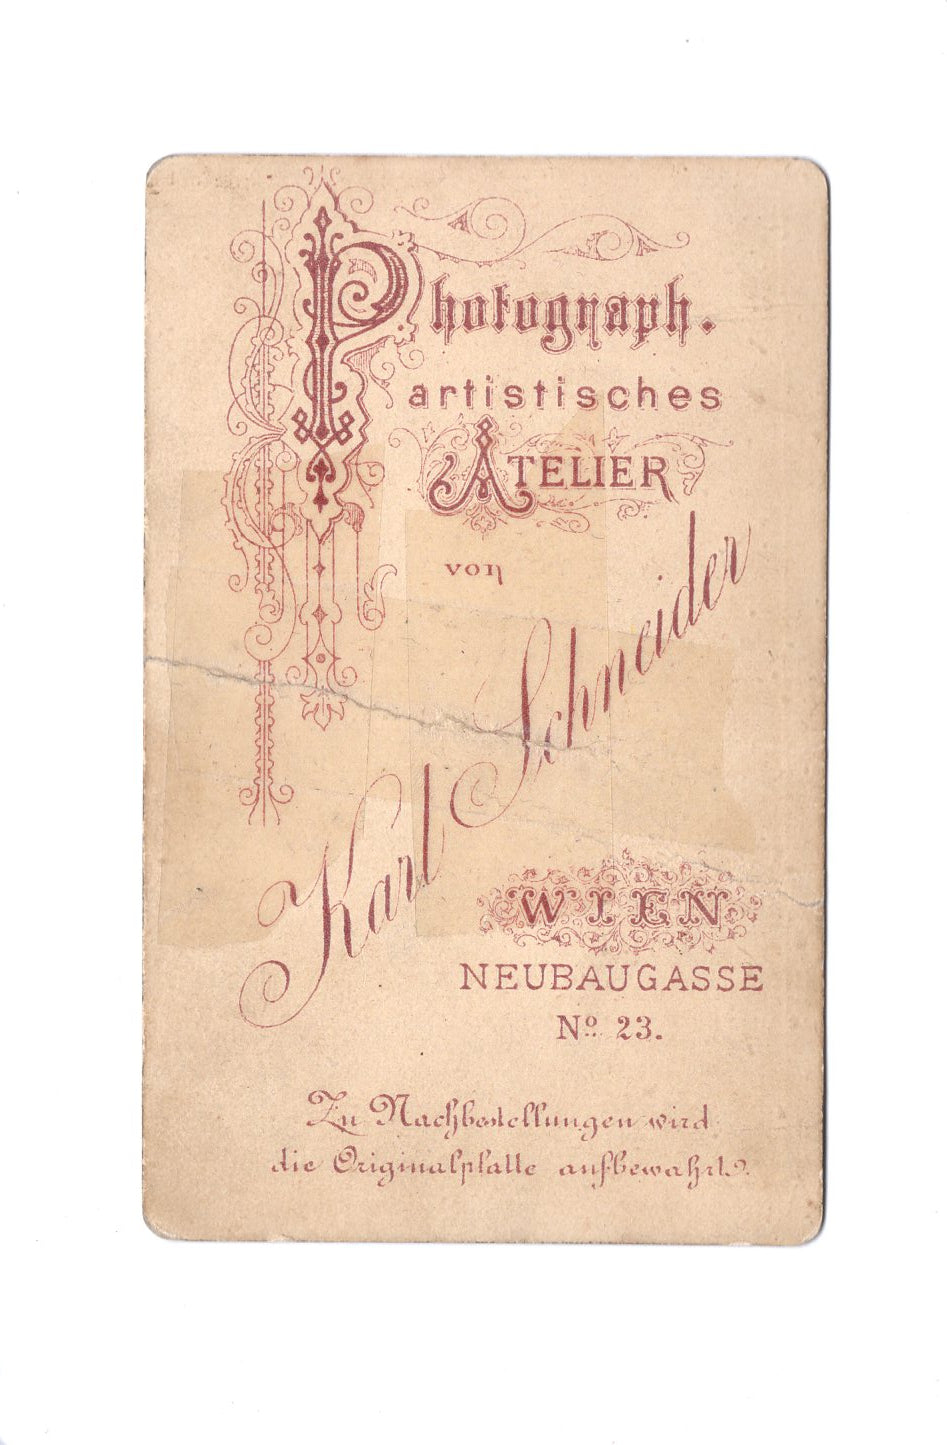 Photograph.
artistisches
ATELIER
von
Karl Schneider
WIEN
NEUBAUGASSE
Nº 23.
Zu Nachbestellungen wird
die Originalplatte aufbewahrt.